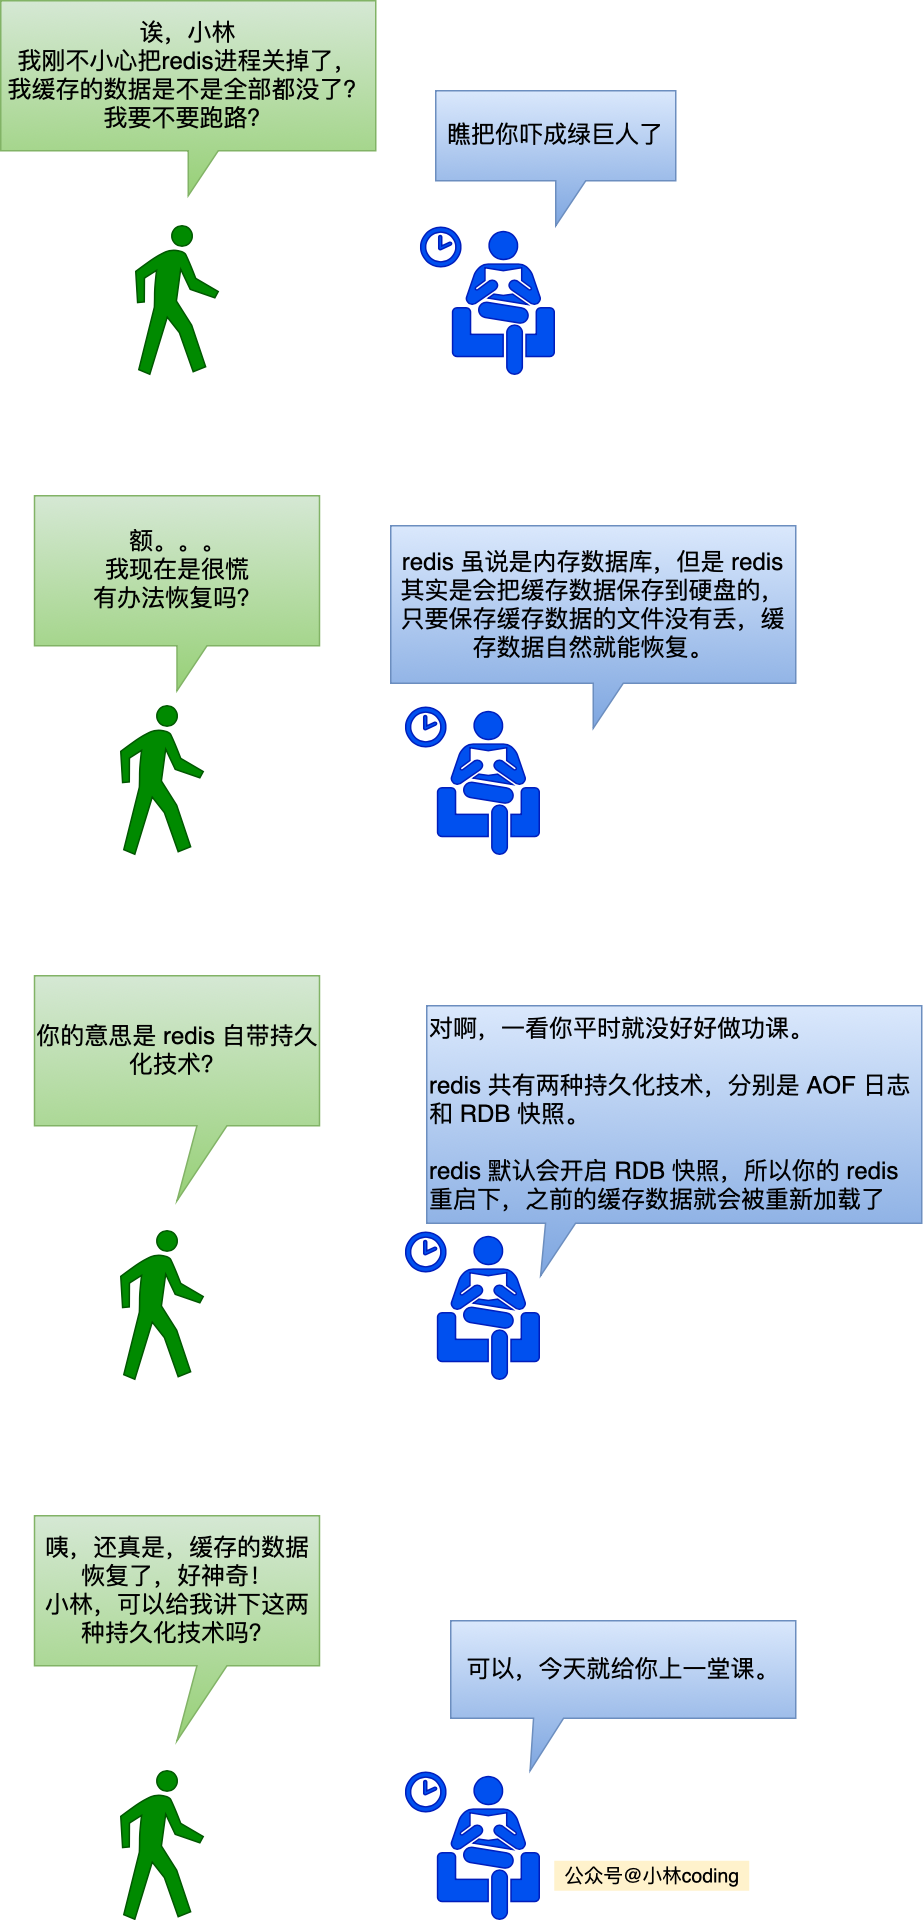 诶，小林
我刚不小心把redis进程关掉了，
我缓存的数据是不是全部都没了？
我要不要跑路？
瞧把你吓成绿巨人了
额。。。
我现在是很慌
有办法恢复吗？
redis 虽说是内存数据库，但是 redis
其实是会把缓存数据保存到硬盘的，
只要保存缓存数据的文件没有丢，缓
存数据自然就能恢复。
你的意思是 redis 自带持久
化技术？
对啊，一看你平时就没好好做功课。
redis 共有两种持久化技术，分别是 AOF 日志
和 RDB 快照。
redis 默认会开启 RDB 快照，所以你的 redis
重启下，之前的缓存数据就会被重新加载了
咦，还真是，缓存的数据
恢复了，好神奇！
小林，可以给我讲下这两
种持久化技术吗？
可以，今天就给你上一堂课。
公众号@小林coding